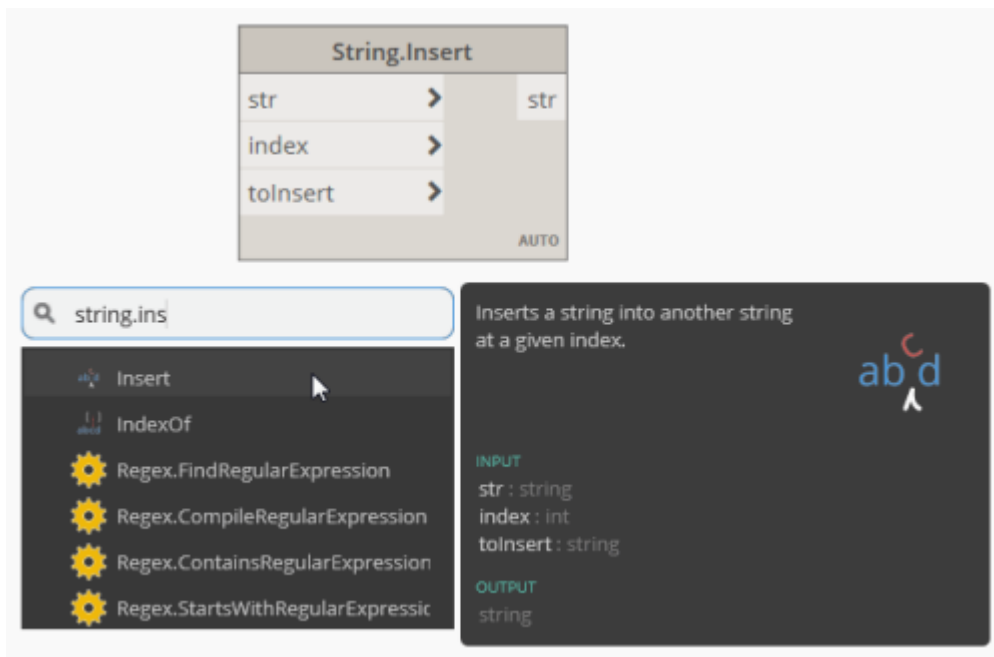 String.Insert
str
str
index
toInsert
AUTO
string.ins
Insert
IndexOf
Regex.FindRegularExpression
Regex.CompileRegularExpression
Regex.ContainsRegularExpression
Regex.StartsWithRegularExpressic
Inserts a string into another string
at a given index.
ab c d
INPUT
str : string
index : int
toInsert : string
OUTPUT
string